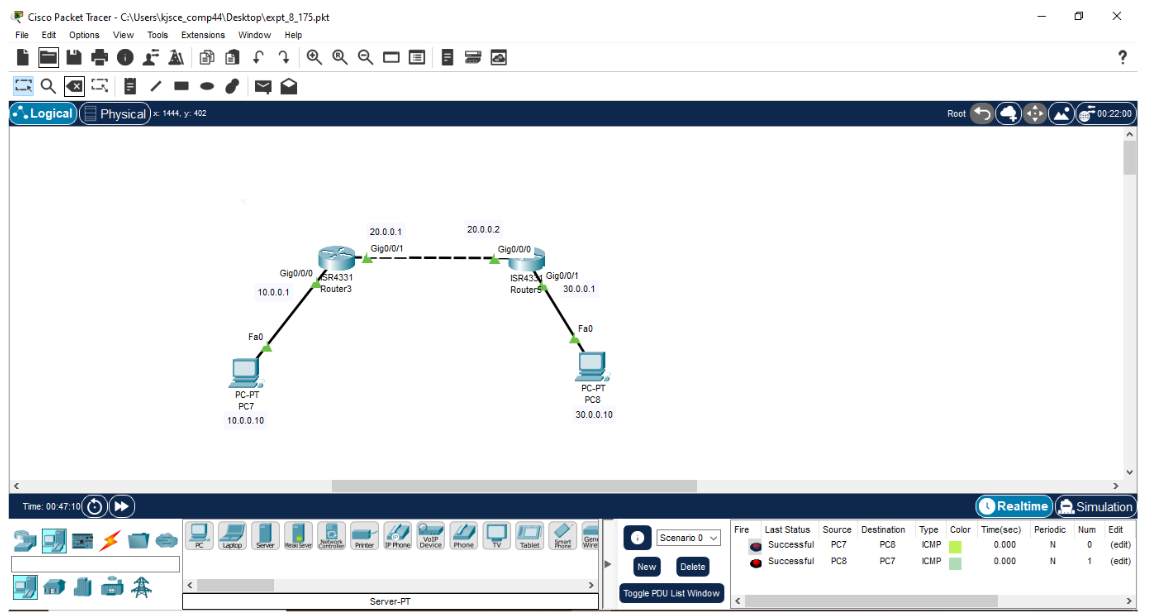 Cisco Packet Tracer - C:\Users\kjsce_comp44\Desktop\expt_8_175.pkt
File Edit Options View Tools Extensions Window Help
?
Logical Physical x: 1444, y: 402 Root 00:22:00
20.0.0.1 20.0.0.2
Gig0/0/1 Gig0/0/0
Gig0/0/0 ISR4331 ISR4331 Gig0/0/1
10.0.0.1 Router3 Router5 30.0.0.1
Fa0 Fa0
PC-PT PC-PT
PC7 PC8
10.0.0.10 30.0.0.10
Time: 00:47:10 Realtime Simulation
PC Laptop Server Printer IP Phone VoIP Device Phone TV Tablet Smart Phone
Server-PT
Scenario 0
New Delete
Toggle PDU List Window
Fire Last Status Source Destination Type Color Time(sec) Periodic Num Edit
Successful PC7 PC8 ICMP 0.000 N 0 (edit)
Successful PC8 PC7 ICMP 0.000 N 1 (edit)